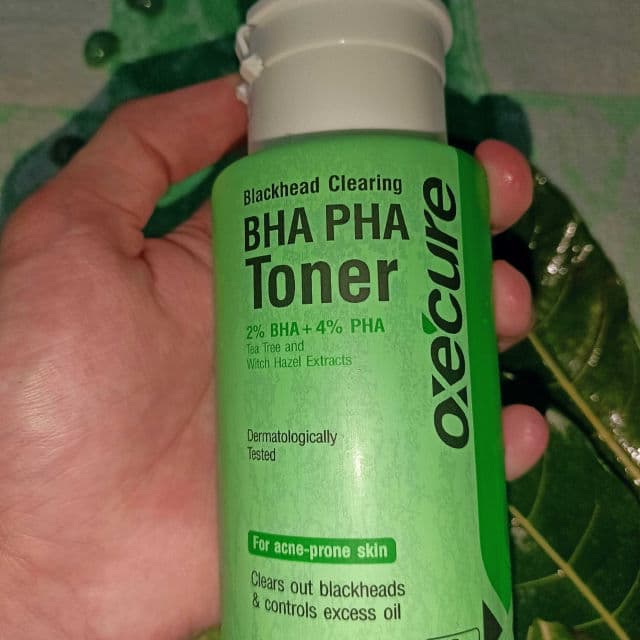 Blackhead Clearing
BHA PHA
Toner
2% BHA + 4% PHA
Tea Tree and
Witch Hazel Extracts
oxecure
Dermatologically
Tested
For acne-prone skin
Clears out blackheads
& controls excess oil